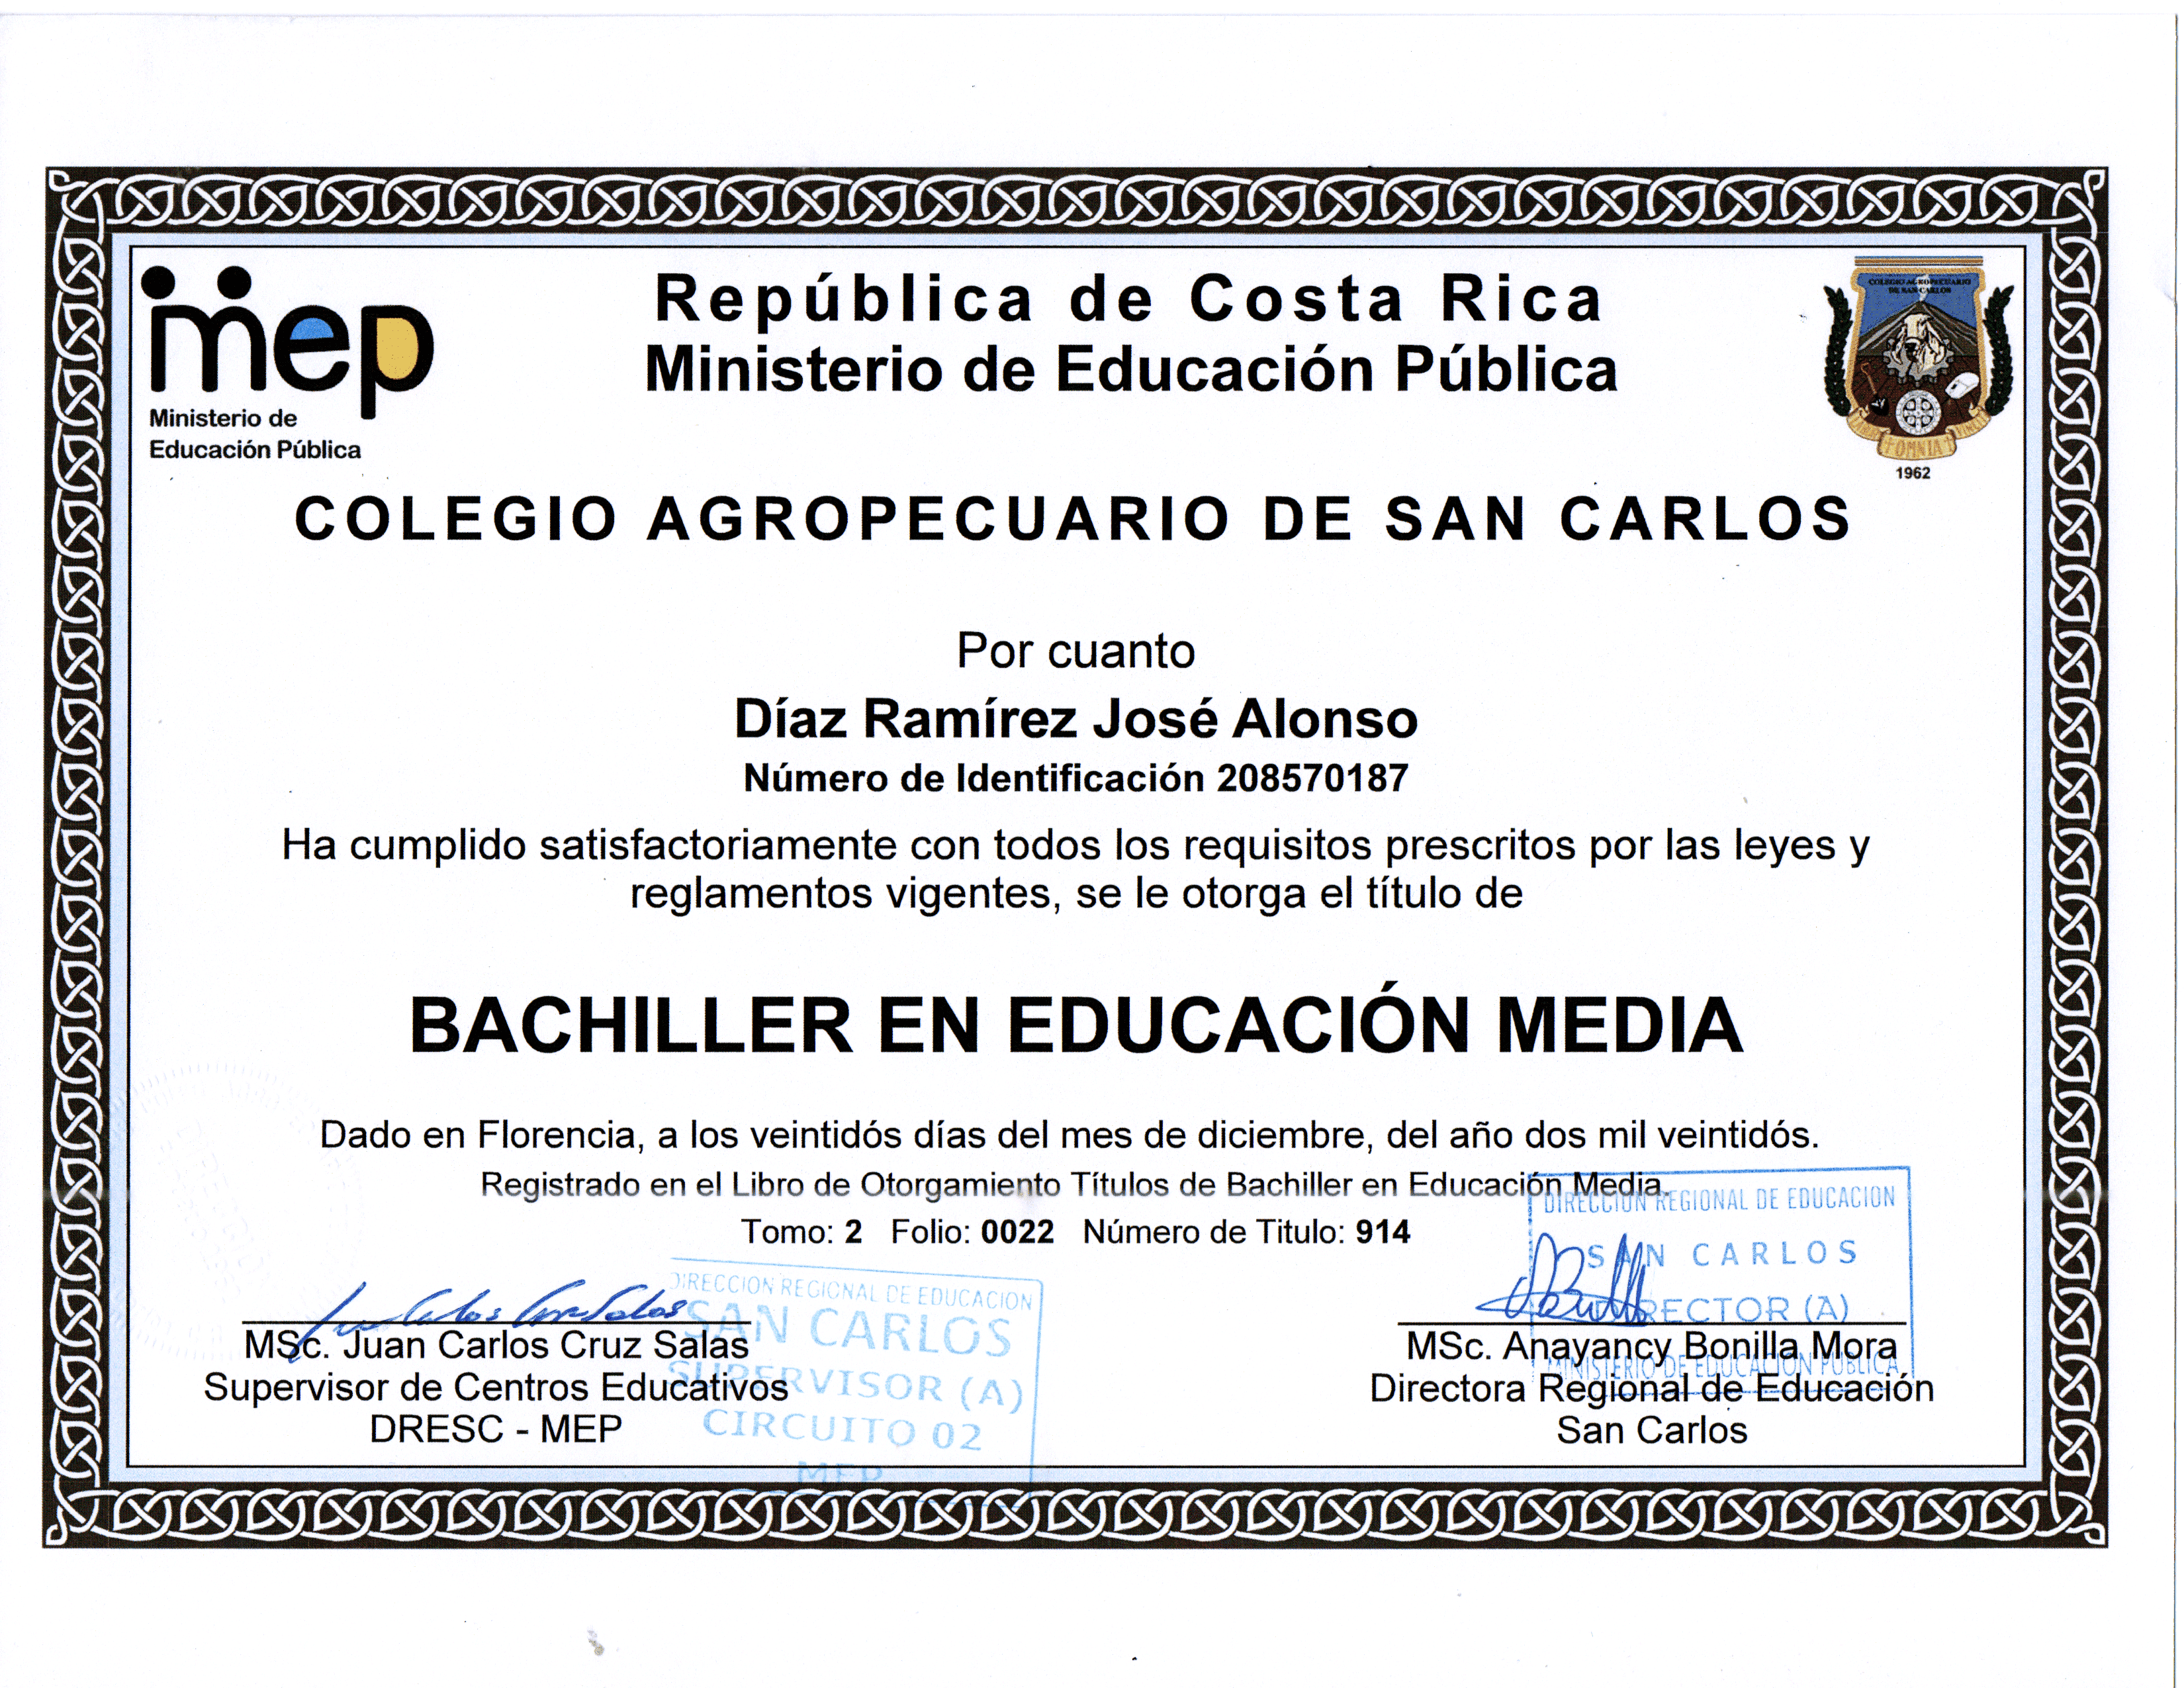 mep
Ministerio de
Educación Pública
República de Costa Rica
Ministerio de Educación Pública
COLEGIO AGROPECUARIO
DE SAN CARLOS
OMNIA
1962
COLEGIO AGROPECUARIO DE SAN CARLOS
Por cuanto
Díaz Ramírez José Alonso
Número de Identificación 208570187
Ha cumplido satisfactoriamente con todos los requisitos prescritos por las leyes y
reglamentos vigentes, se le otorga el título de
BACHILLER EN EDUCACIÓN MEDIA
Dado en Florencia, a los veintidós días del mes de diciembre, del año dos mil veintidós.
Registrado en el Libro de Otorgamiento Títulos de Bachiller en Educación Media.
Tomo: 2 Folio: 0022 Número de Titulo: 914
Juan Carlos Cruz Salas
MSc. Juan Carlos Cruz Salas
Supervisor de Centros Educativos
DRESC - MEP
DIRECCION REGIONAL DE EDUCACION
SAN CARLOS
SUPERVISOR (A)
CIRCUITO 02
MEP
DIRECCION REGIONAL DE EDUCACION
SAN CARLOS
DIRECTOR (A)
MINISTERIO DE EDUCACION PUBLICA
MSc. Anayancy Bonilla Mora
Directora Regional de Educación
San Carlos